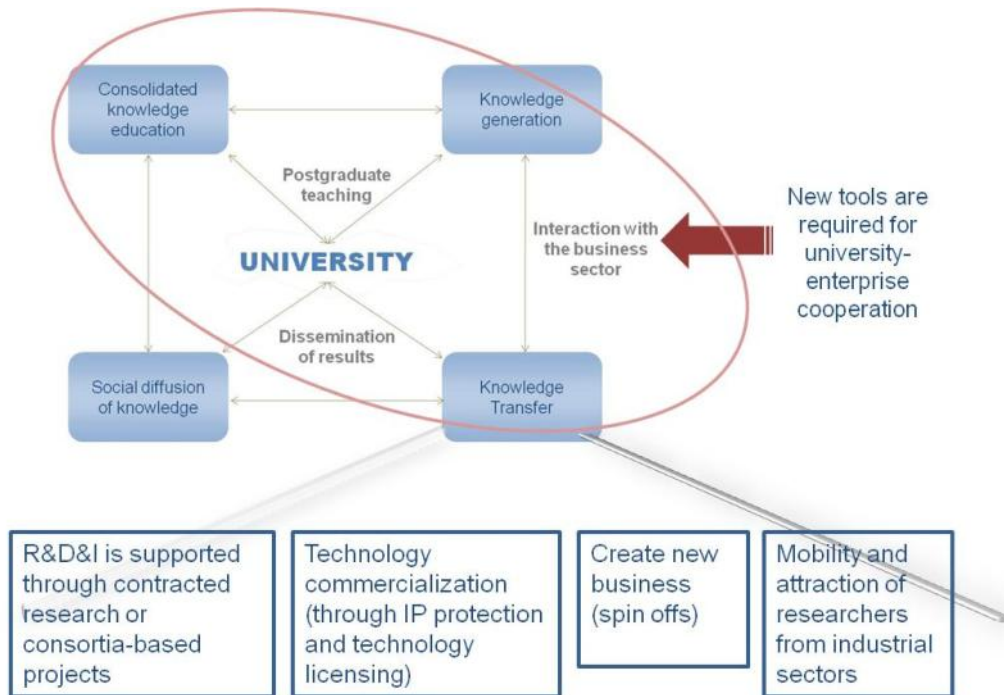 Consolidated
knowledge
education
Knowledge
generation
Postgraduate
teaching
Interaction with
the business
sector
New tools are
required for
university-
enterprise
cooperation
UNIVERSITY
Dissemination
of results
Social diffusion
of knowledge
Knowledge
Transfer
R&D&I is supported
through contracted
research or
consortia-based
projects
Technology
commercialization
(through IP protection
and technology
licensing)
Create new
business
(spin offs)
Mobility and
attraction of
researchers
from industrial
sectors